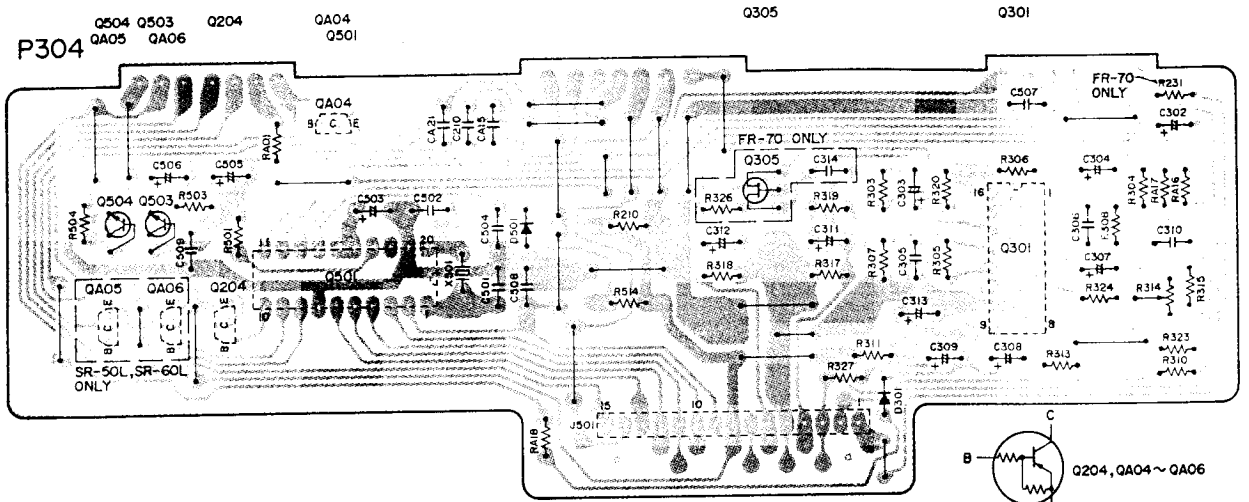 Q504 Q503 Q204 QA04 Q305 Q301
QA05 QA06 Q501
P304
QA04
B C E
RA01
CA21
C210
CA15
C507
FR-70
ONLY
R231
C302
FR-70 ONLY
Q305
C314
C506
C505
R503
R504
Q504
Q503
C509
R501
C503
C502
C504
D501
R210
R326
R319
R303
C303
R320
R306
C304
R304
RA17
RA16
16
1
C312
C311
C306
R308
C310
Q301
R318
R317
R307
C305
R305
C307
R324
R314
R315
11
20
Q501
10
1
X501
C501
C508
R514
QA05
QA06
Q204
E
C
B
E
C
B
E
C
B
SR-50L, SR-60L
ONLY
C313
9
8
R311
C309
C308
R313
R323
R310
R327
D301
RA18
J501
15
10
1
C
B
Q204, QA04~QA06